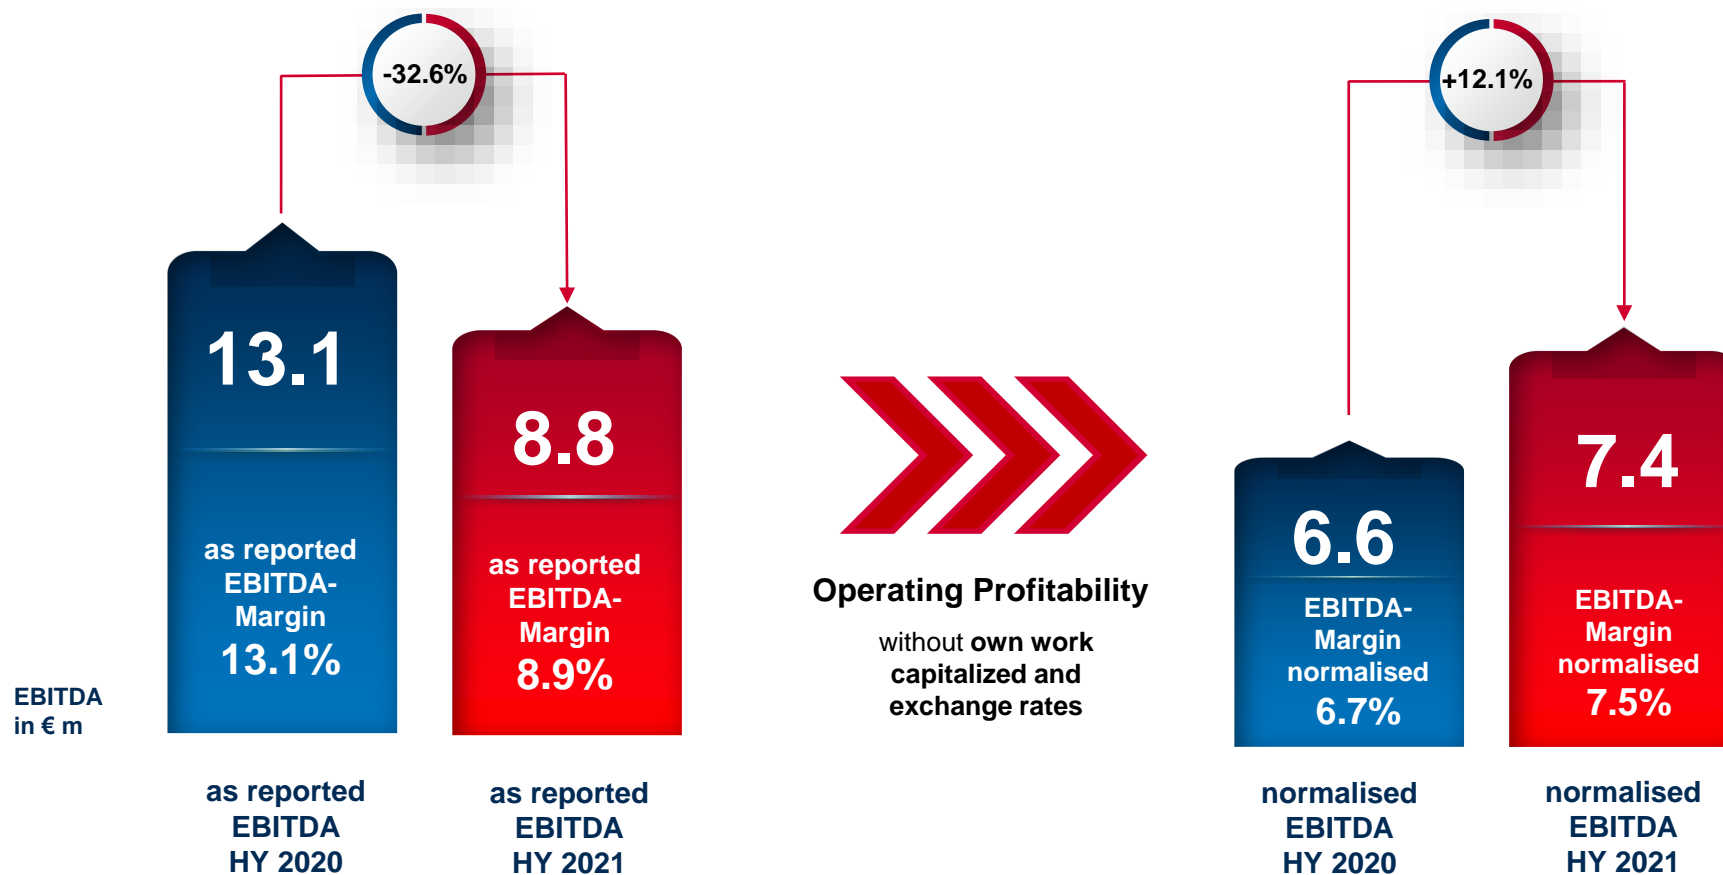 -32.6%
+12.1%
13.1
as reported
EBITDA-
Margin
13.1%
8.8
as reported
EBITDA-
Margin
8.9%
Operating Profitability
without own work
capitalized and
exchange rates
6.6
EBITDA-
Margin
normalised
6.7%
7.4
EBITDA-
Margin
normalised
7.5%
EBITDA
in € m
as reported
EBITDA
HY 2020
as reported
EBITDA
HY 2021
normalised
EBITDA
HY 2020
normalised
EBITDA
HY 2021